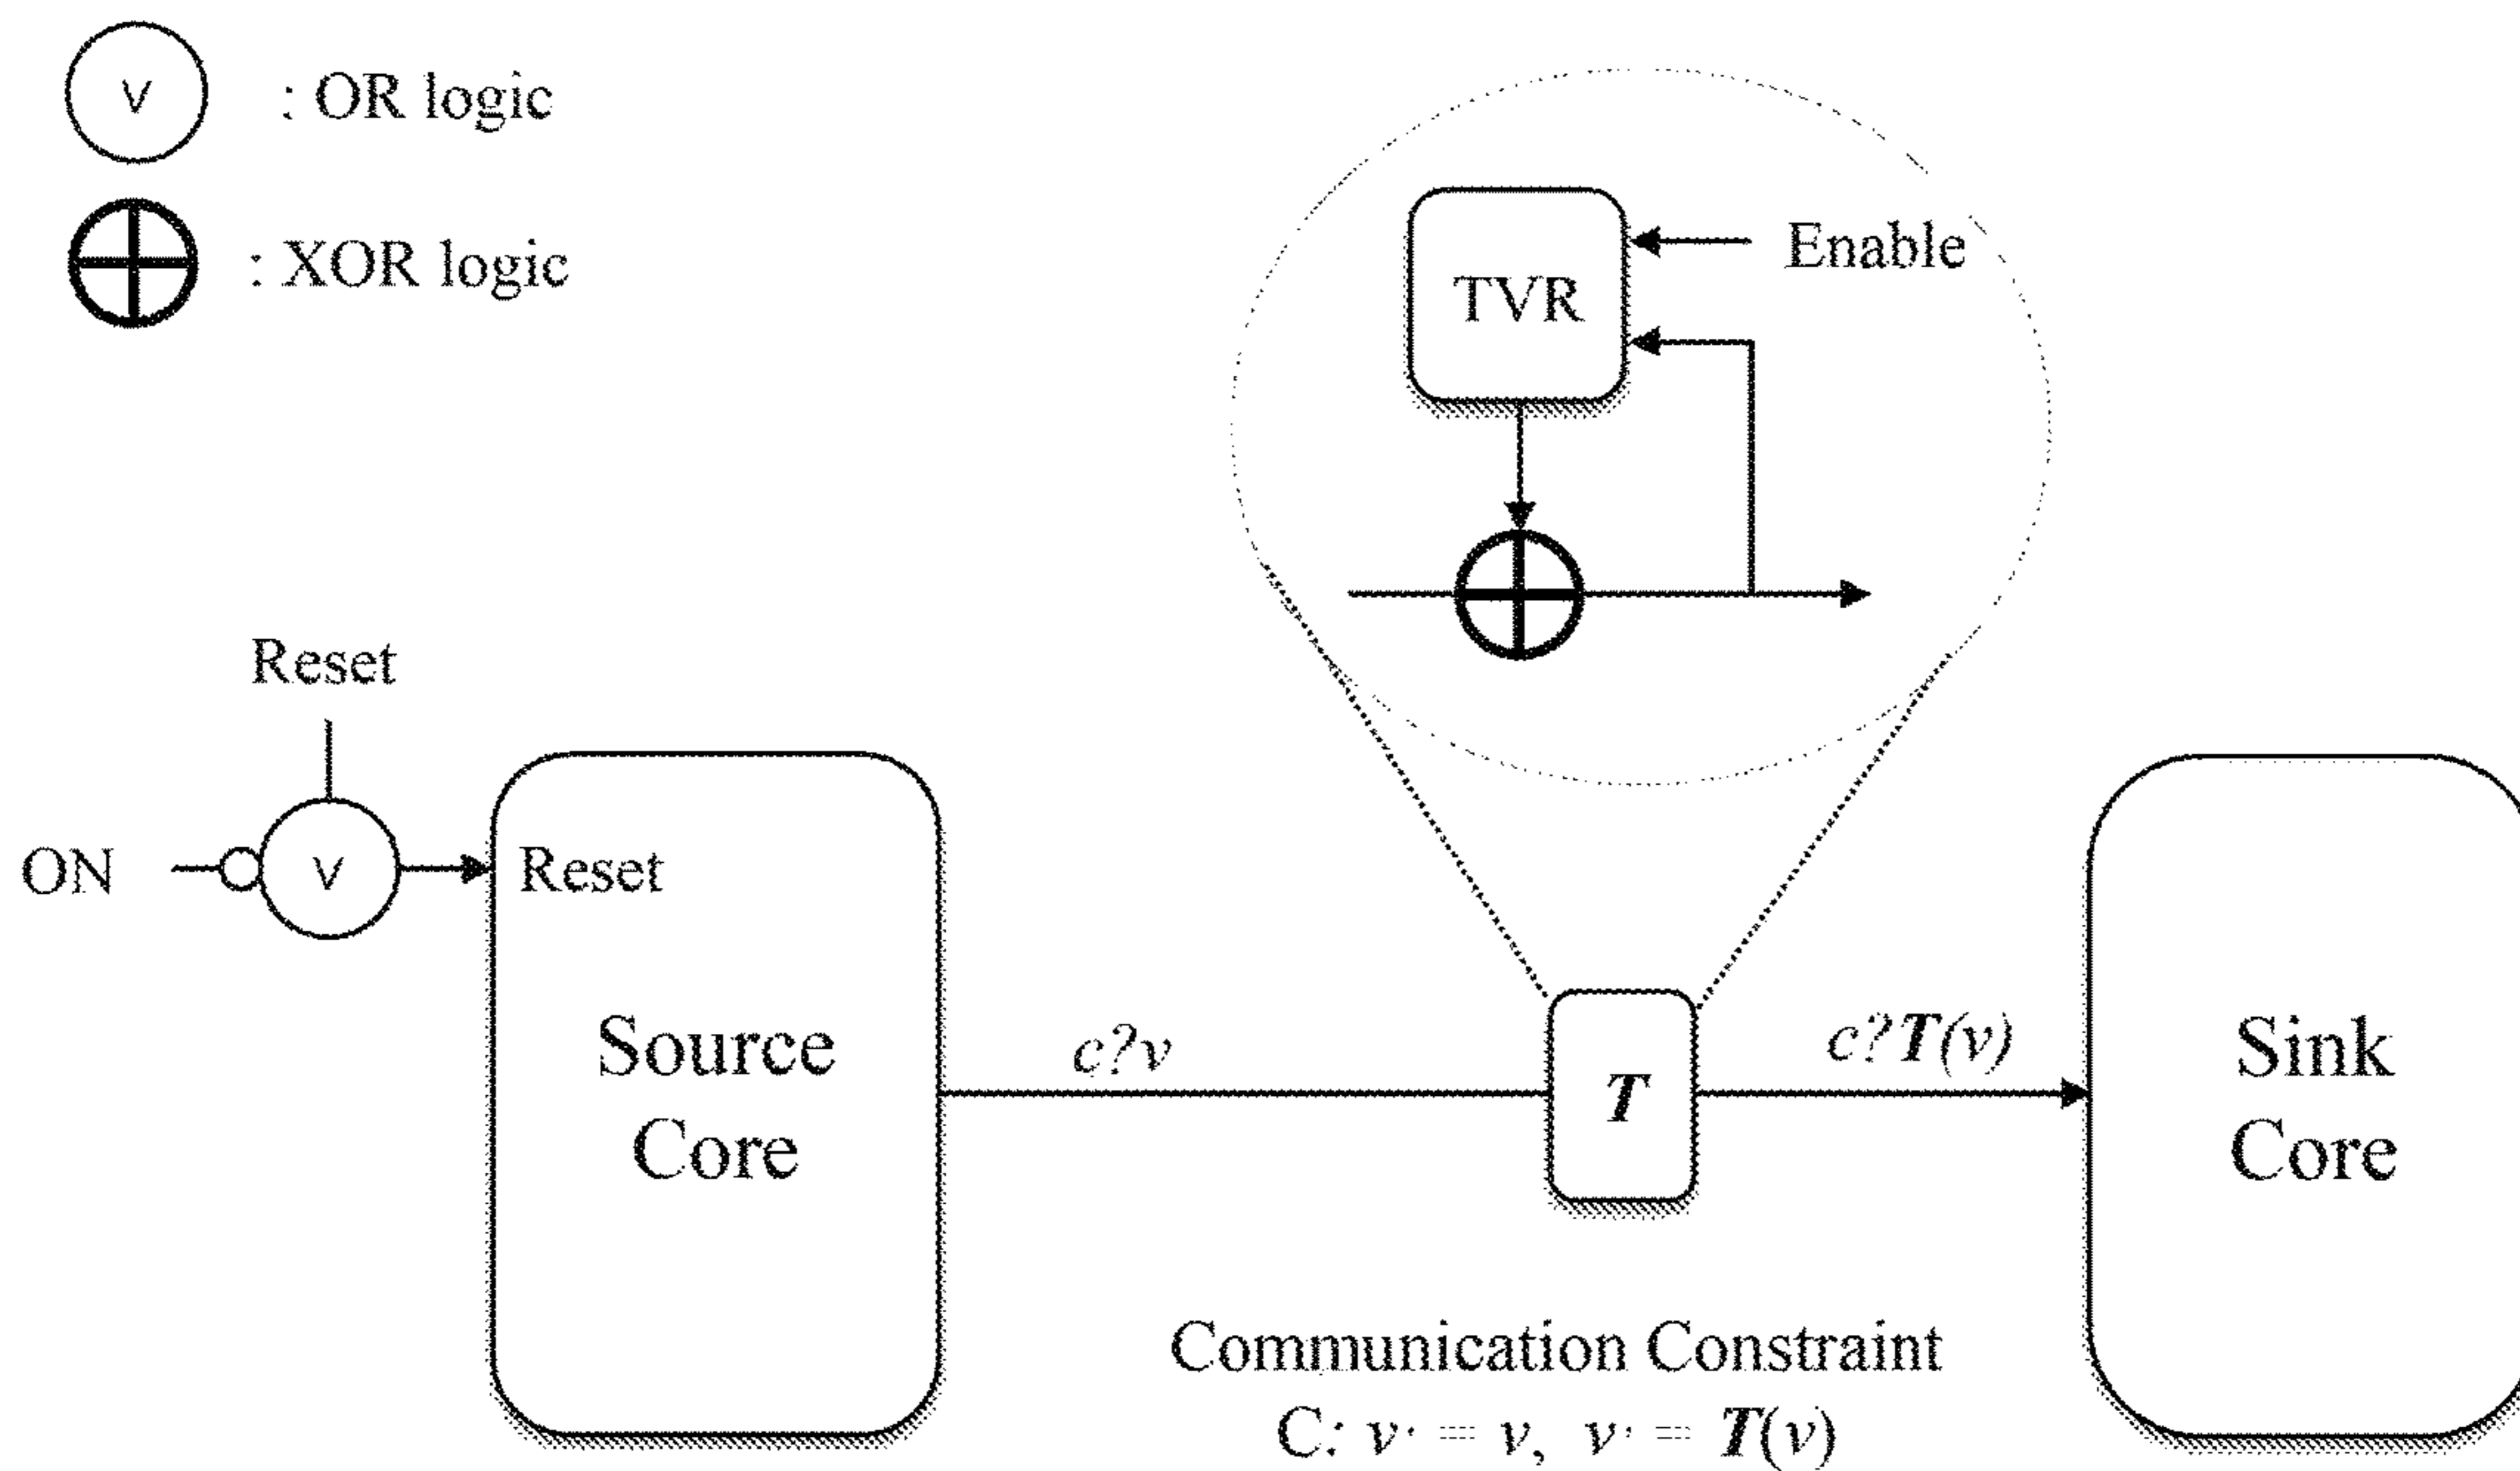 v : OR logic
: XOR logic
TVR
Enable
Reset
ON
v
Reset
Source
Core
c?v
T
c?T(v)
Sink
Core
Communication Constraint
C: v' = v, v' = T(v)